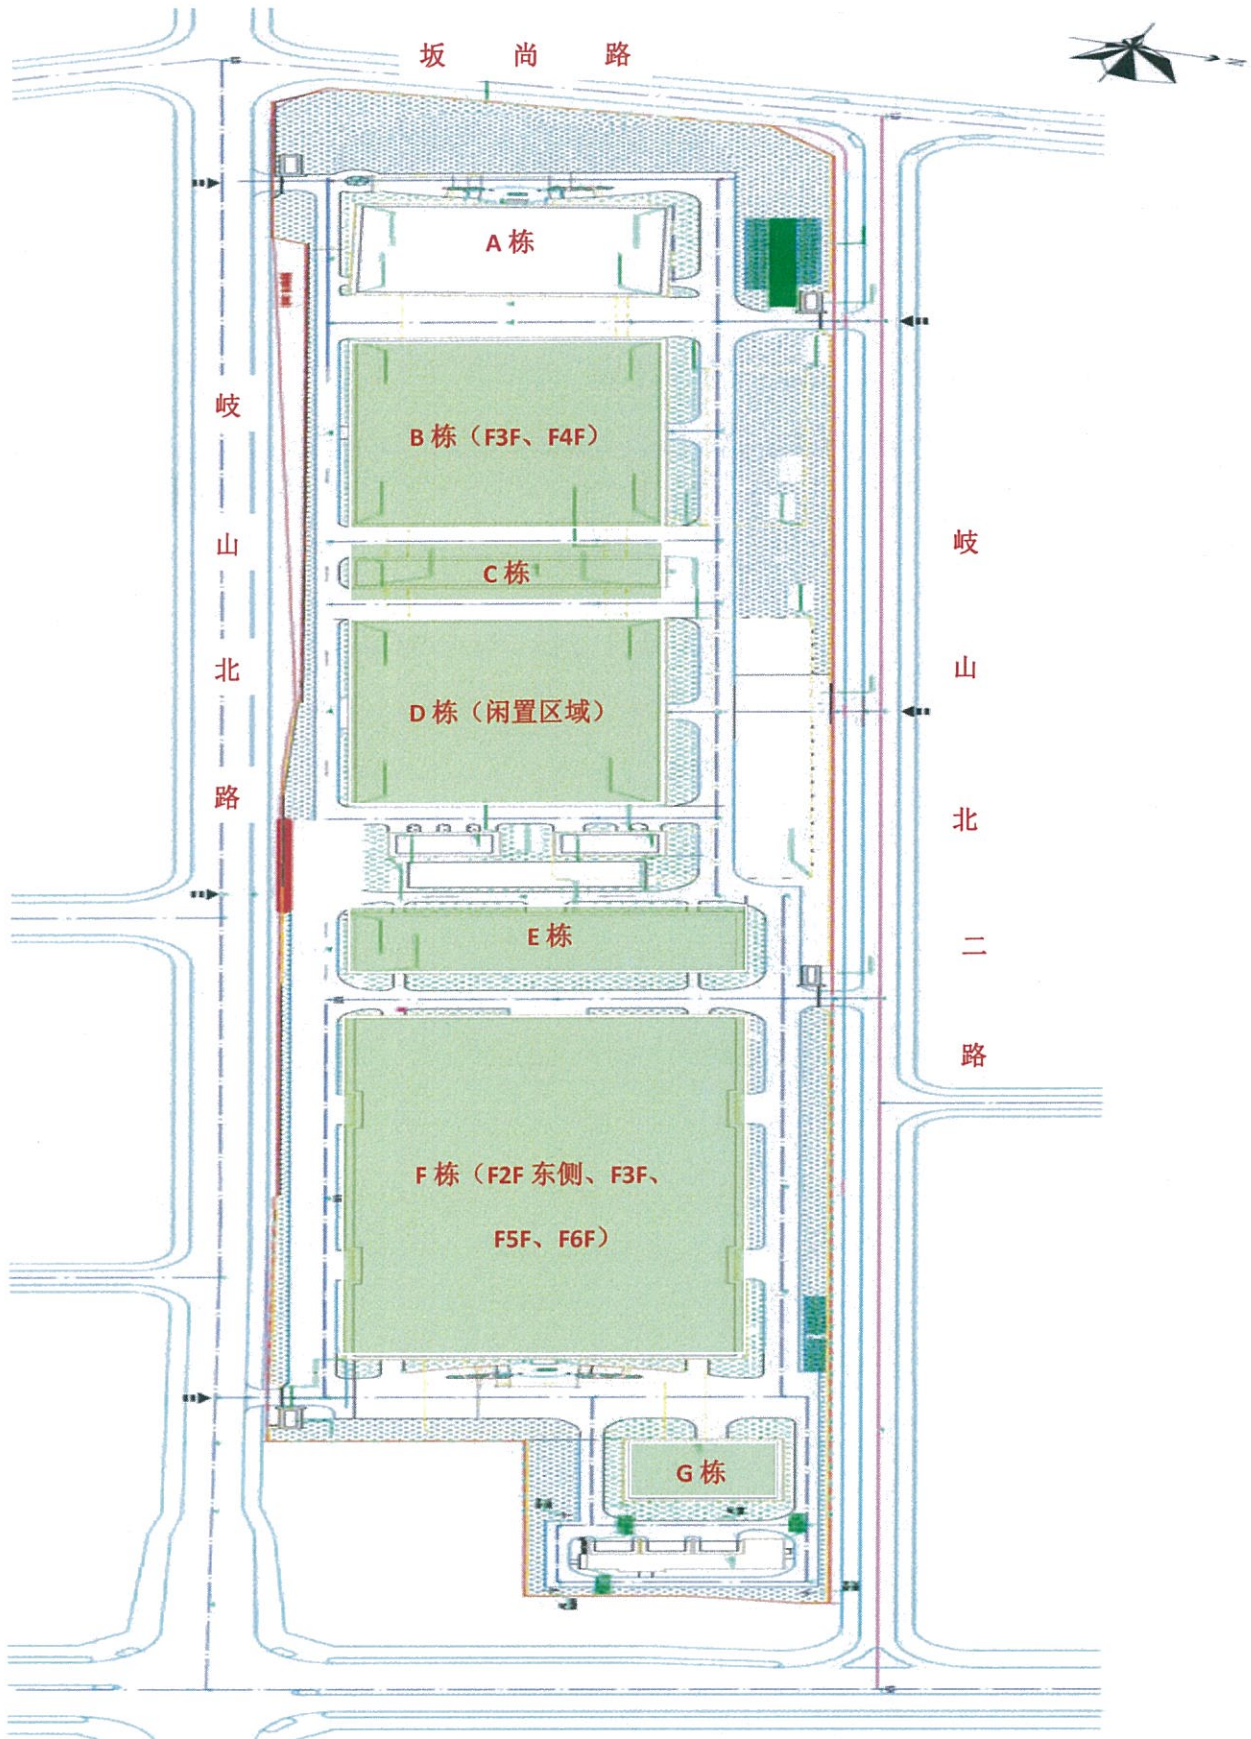 坂尚路
N
A 栋
岐山北路
B 栋（F3F、F4F）
C 栋
岐山北二路
D 栋（闲置区域）
E 栋
F 栋（F2F 东侧、F3F、
F5F、F6F）
G 栋